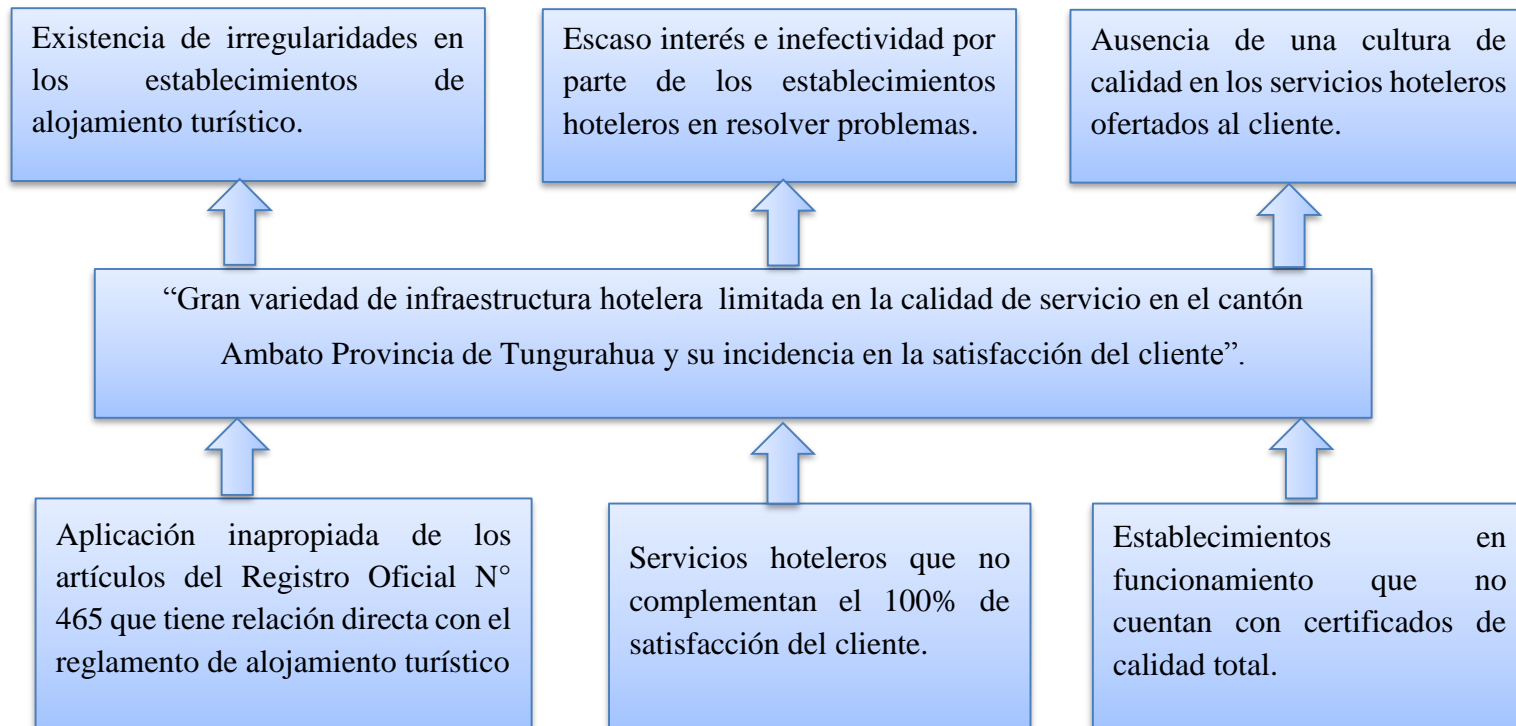 Existencia de irregularidades en
los establecimientos de
alojamiento turístico.
Escaso interés e inefectividad por
parte de los establecimientos
hoteleros en resolver problemas.
Ausencia de una cultura de
calidad en los servicios hoteleros
ofertados al cliente.
“Gran variedad de infraestructura hotelera limitada en la calidad de servicio en el cantón
Ambato Provincia de Tungurahua y su incidencia en la satisfacción del cliente”.
Aplicación inapropiada de los
artículos del Registro Oficial N°
465 que tiene relación directa con el
reglamento de alojamiento turístico
Servicios hoteleros que no
complementan el 100% de
satisfacción del cliente.
Establecimientos en
funcionamiento que no
cuentan con certificados de
calidad total.